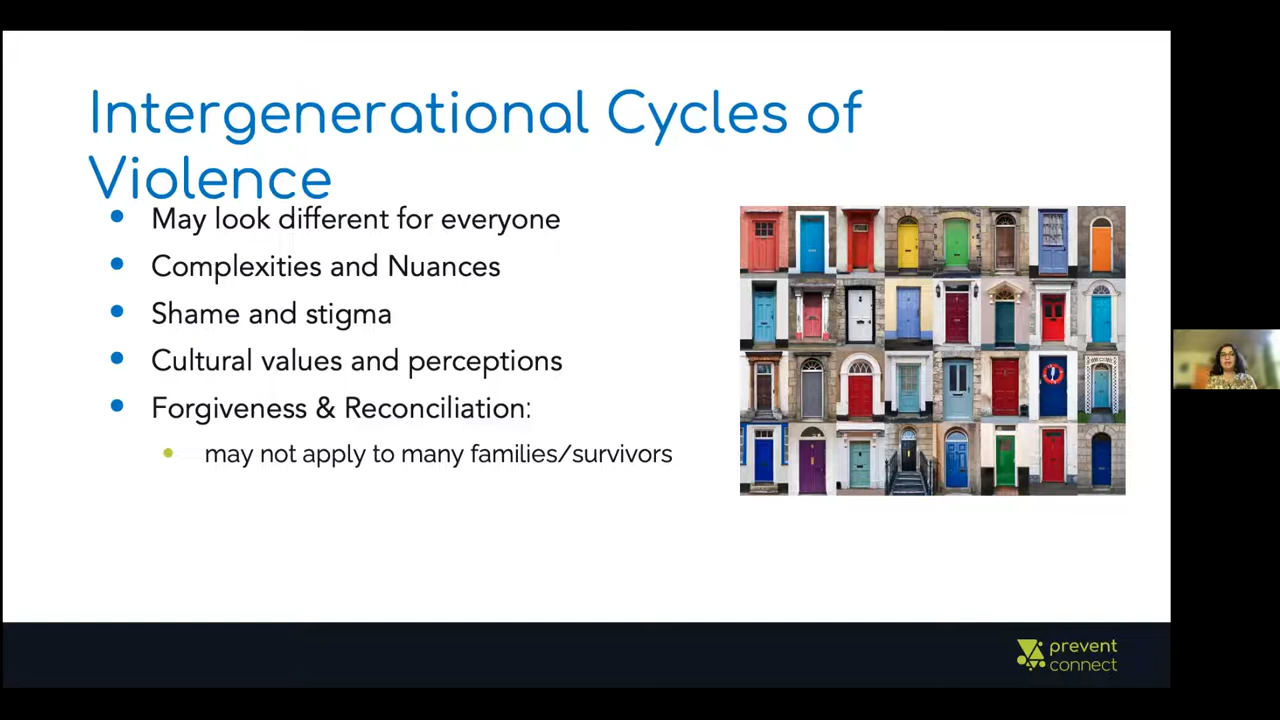 Intergenerational Cycles of
Violence
May look different for everyone
Complexities and Nuances
Shame and stigma
Cultural values and perceptions
Forgiveness & Reconciliation:
may not apply to many families/survivors
prevent
connect